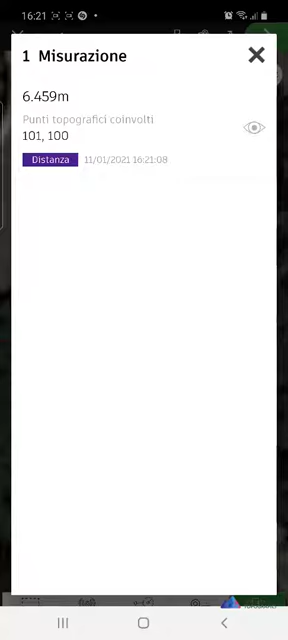 16:21
1 Misurazione
6.459m
Punti topografici coinvolti
101, 100
Distanza 11/01/2021 16:21:08